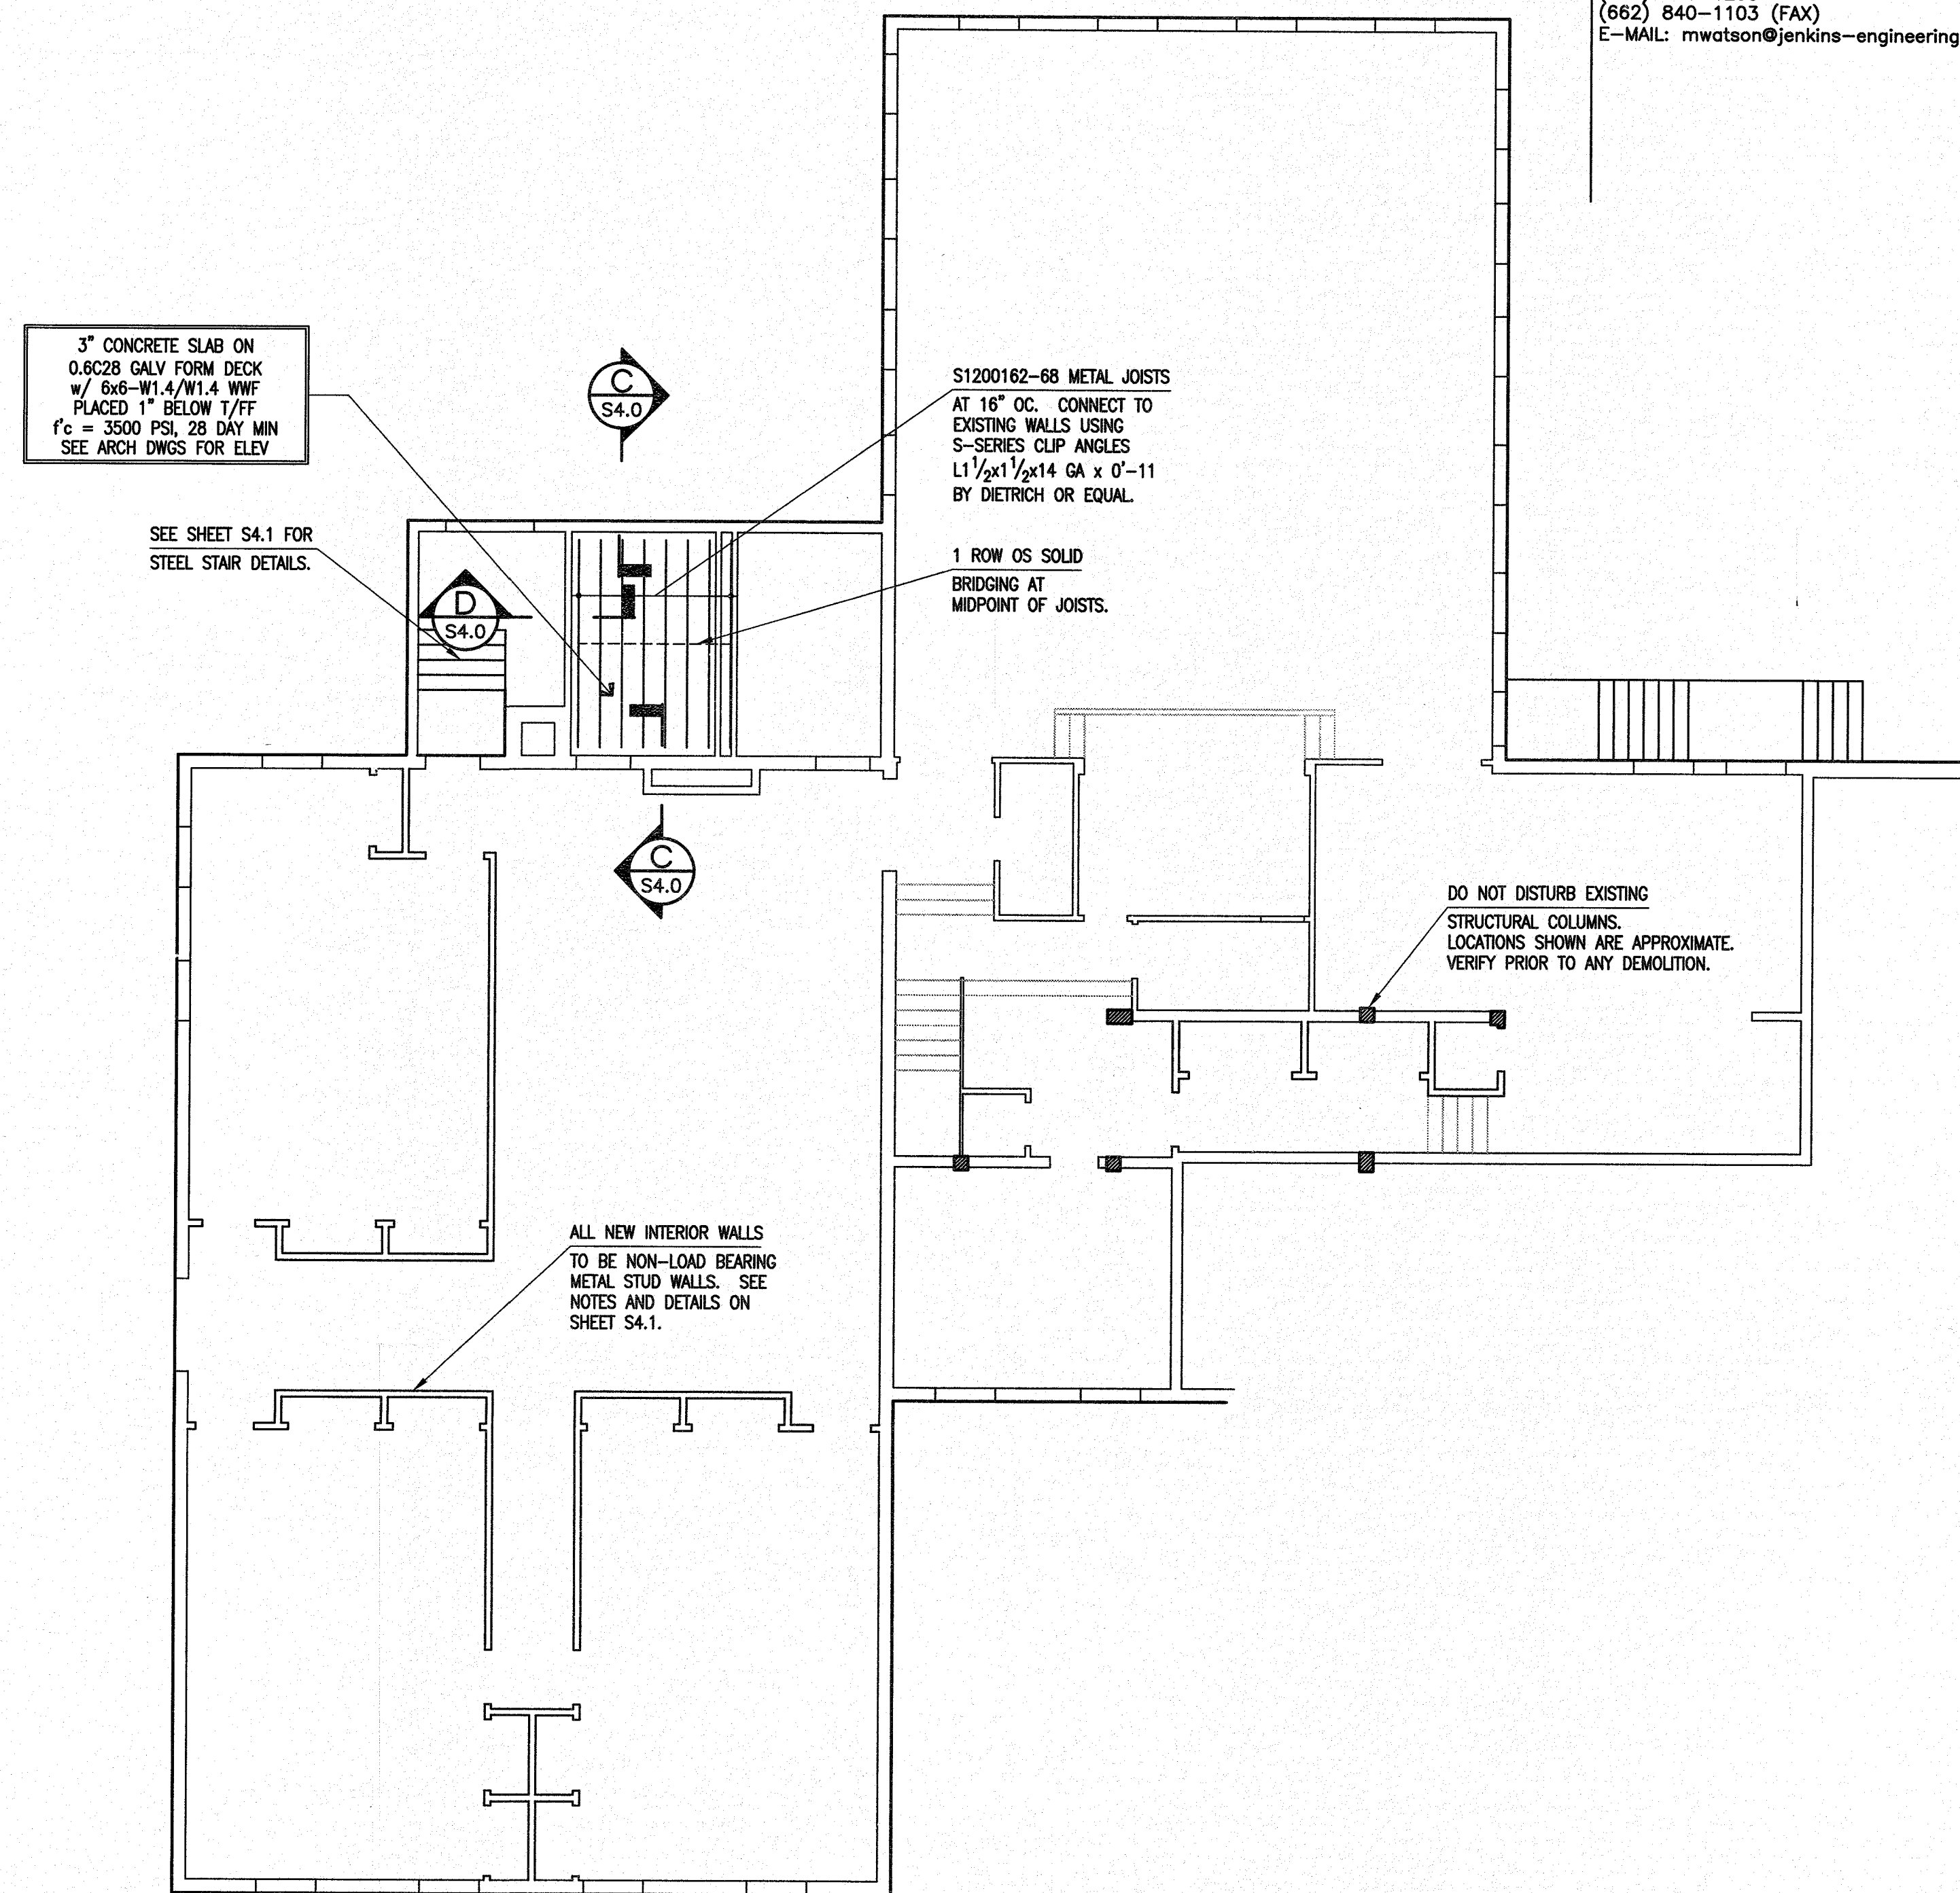 (662) 840-1103 (FAX)
E-MAIL: mwatson@jenkins-engineering
3" CONCRETE SLAB ON
0.6C28 GALV FORM DECK
w/ 6x6-W1.4/W1.4 WWF
PLACED 1" BELOW T/FF
f'c = 3500 PSI, 28 DAY MIN
SEE ARCH DWGS FOR ELEV
C
S4.0
S1200162-68 METAL JOISTS
AT 16" OC. CONNECT TO
EXISTING WALLS USING
S-SERIES CLIP ANGLES
L1 1/2x1 1/2x14 GA x 0'-11
BY DIETRICH OR EQUAL.
SEE SHEET S4.1 FOR
STEEL STAIR DETAILS.
1 ROW OS SOLID
BRIDGING AT
MIDPOINT OF JOISTS.
D
S4.0
C
S4.0
DO NOT DISTURB EXISTING
STRUCTURAL COLUMNS.
LOCATIONS SHOWN ARE APPROXIMATE.
VERIFY PRIOR TO ANY DEMOLITION.
ALL NEW INTERIOR WALLS
TO BE NON-LOAD BEARING
METAL STUD WALLS. SEE
NOTES AND DETAILS ON
SHEET S4.1.